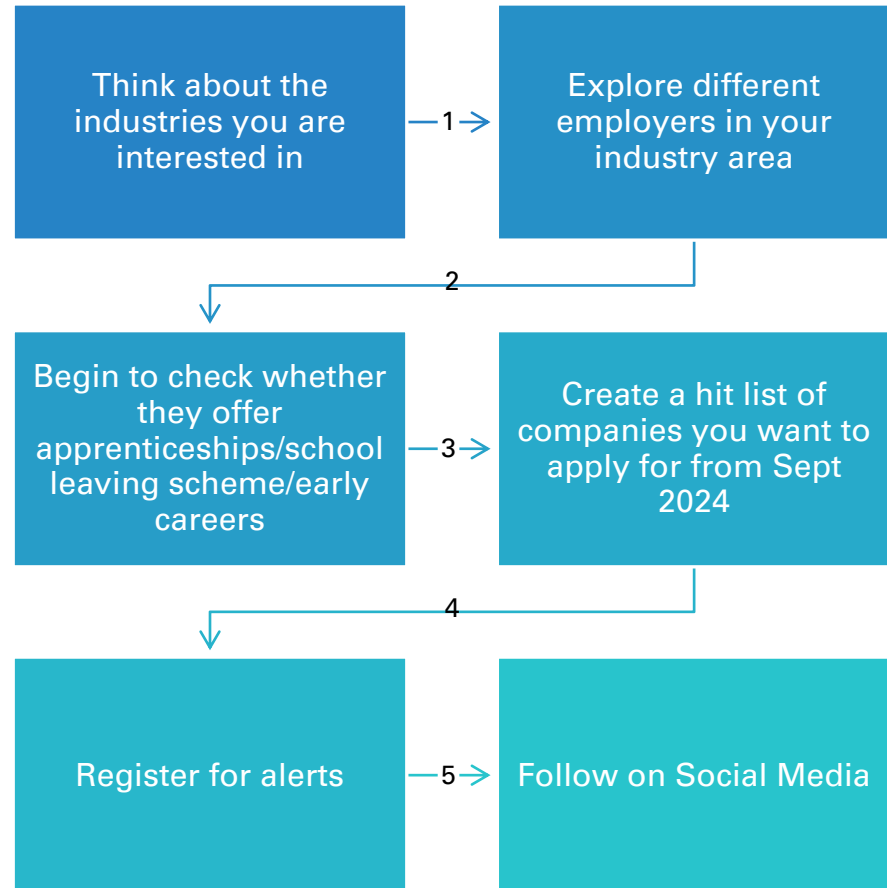 Think about the
industries you are
interested in
1
Explore different
employers in your
industry area
2
Begin to check whether
they offer
apprenticeships/school
leaving scheme/early
careers
3
Create a hit list of
companies you want to
apply for from Sept
2024
4
Register for alerts
5
Follow on Social Media